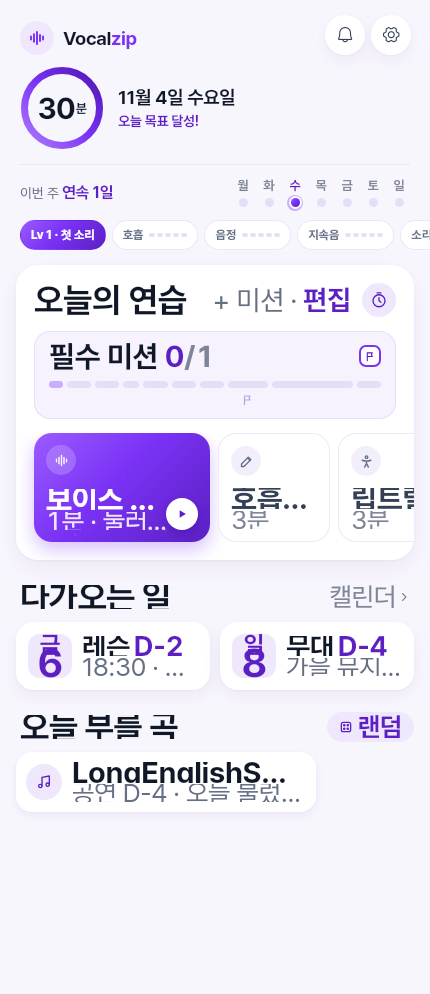 Vocalzip
30분
11월 4일 수요일
오늘 목표 달성!
이번 주 연속 1일
월 화 수 목 금 토 일
Lv 1 · 첫 소리 호흡 음정 지속음 소리
오늘의 연습 + 미션 · 편집
필수 미션 0/1
보이스 ... 호흡... 립트릴
1분 · 눌러... 3분 3분
다가오는 일 캘린더 ›
금 레슨 D-2
6 18:30 · ...
일 무대 D-4
8 가을 뮤지...
오늘 부를 곡 랜덤
LongEnglishS...
공연 D-4 · 오늘 불렀...